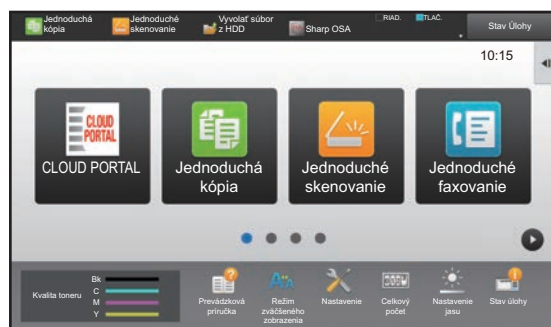 Jednoduchá
kópia
Jednoduché
skenovanie
Vyvolať súbor
z HDD
Sharp OSA
RIAD.
TLAČ.
Stav Úlohy
10:15
CLOUD
PORTAL
CLOUD PORTAL
Jednoduchá
kópia
Jednoduché
skenovanie
Jednoduché
faxovanie
Kvalita toneru
Bk
C
M
Y
Prevádzková
príručka
Režim
zväčšeného
zobrazenia
Nastavenie
Celkový
počet
Nastavenie
jasu
Stav úlohy